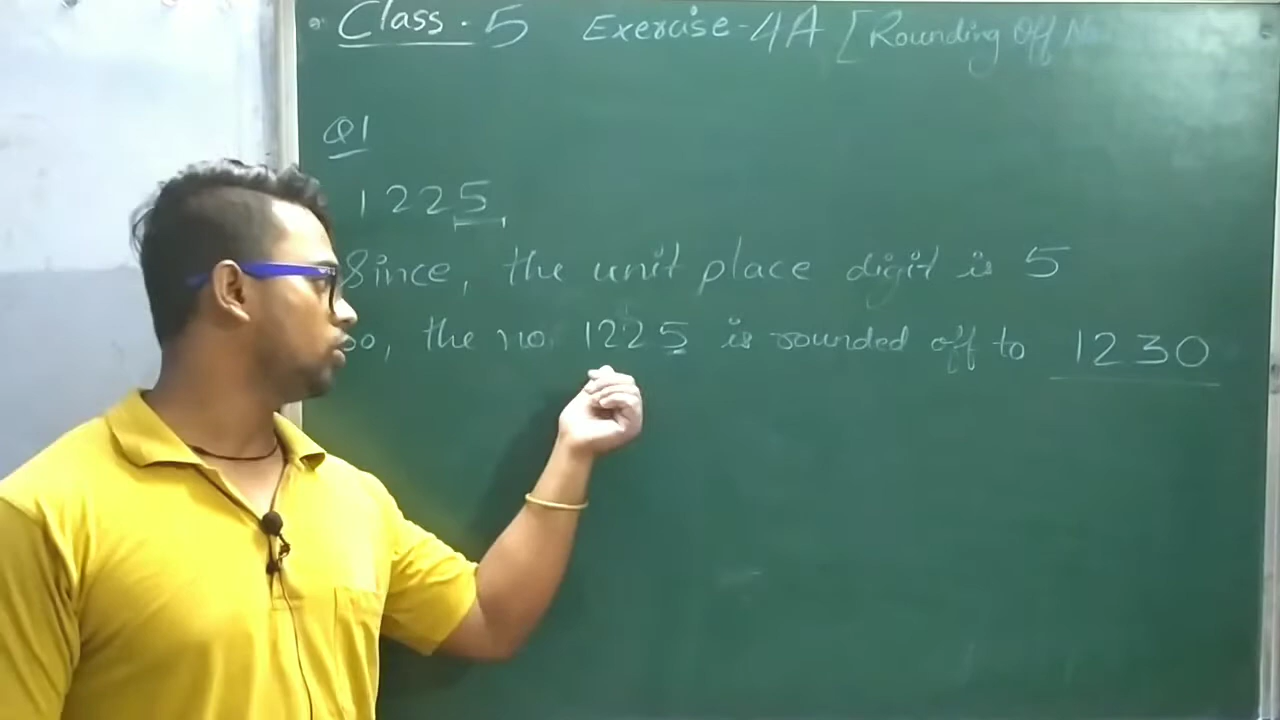 Class. 5 Exercise-4A [Rounding Off No.
Q1
1225
Since, the unit place digit is 5
So, the no. 1225 is rounded off to 1230